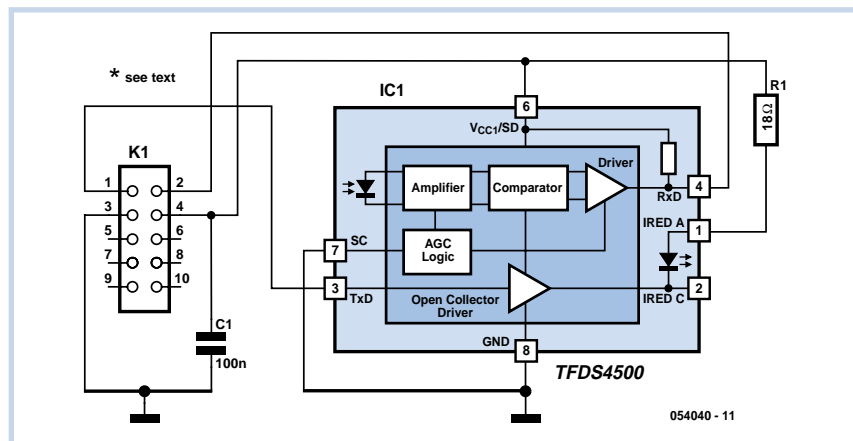 * see text
K1
1
2
3
4
5
6
7
8
9
10
C1
100n
IC1
6
VCC1/SD
Driver
Amplifier
Comparator
RxD
4
R1
18Ω
IRED A
1
SC
7
AGC
Logic
3
TxD
Open Collector
Driver
IRED C
2
GND
8
TFDS4500
054040 - 11